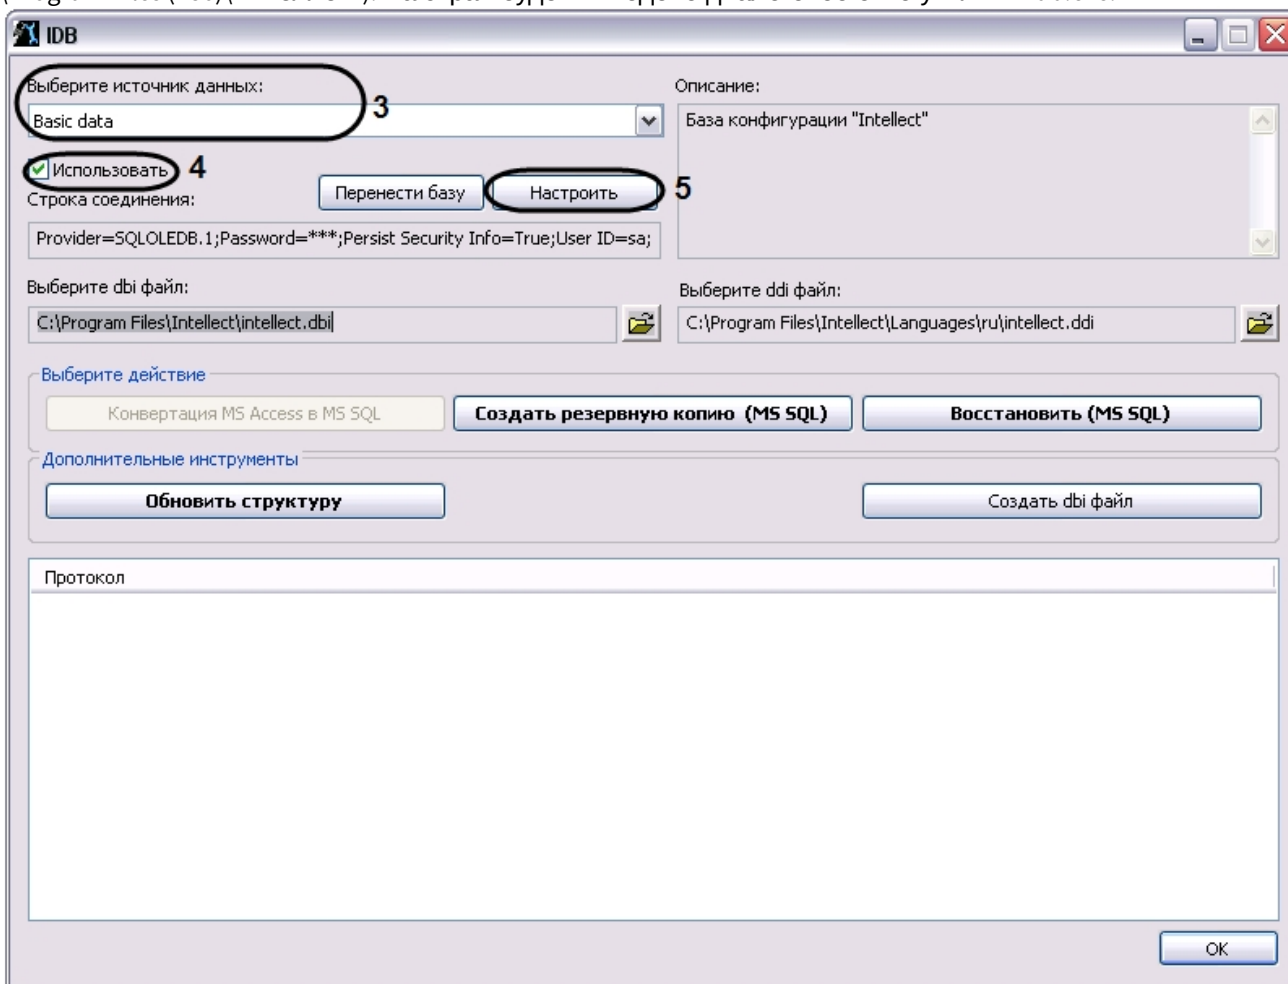 IDB
Выберите источник данных:
3
Basic data
Использовать
4
Строка соединения:
Перенести базу
Настроить
5
Provider=SQLOLEDB.1;Password=***;Persist Security Info=True;User ID=sa;
Описание:
База конфигурации "Intellect"
Выберите dbi файл:
C:\Program Files\Intellect\intellect.dbi
Выберите ddi файл:
C:\Program Files\Intellect\Languages\ru\intellect.ddi
Выберите действие
Конвертация MS Access в MS SQL
Создать резервную копию (MS SQL)
Восстановить (MS SQL)
Дополнительные инструменты
Обновить структуру
Создать dbi файл
Протокол
OK